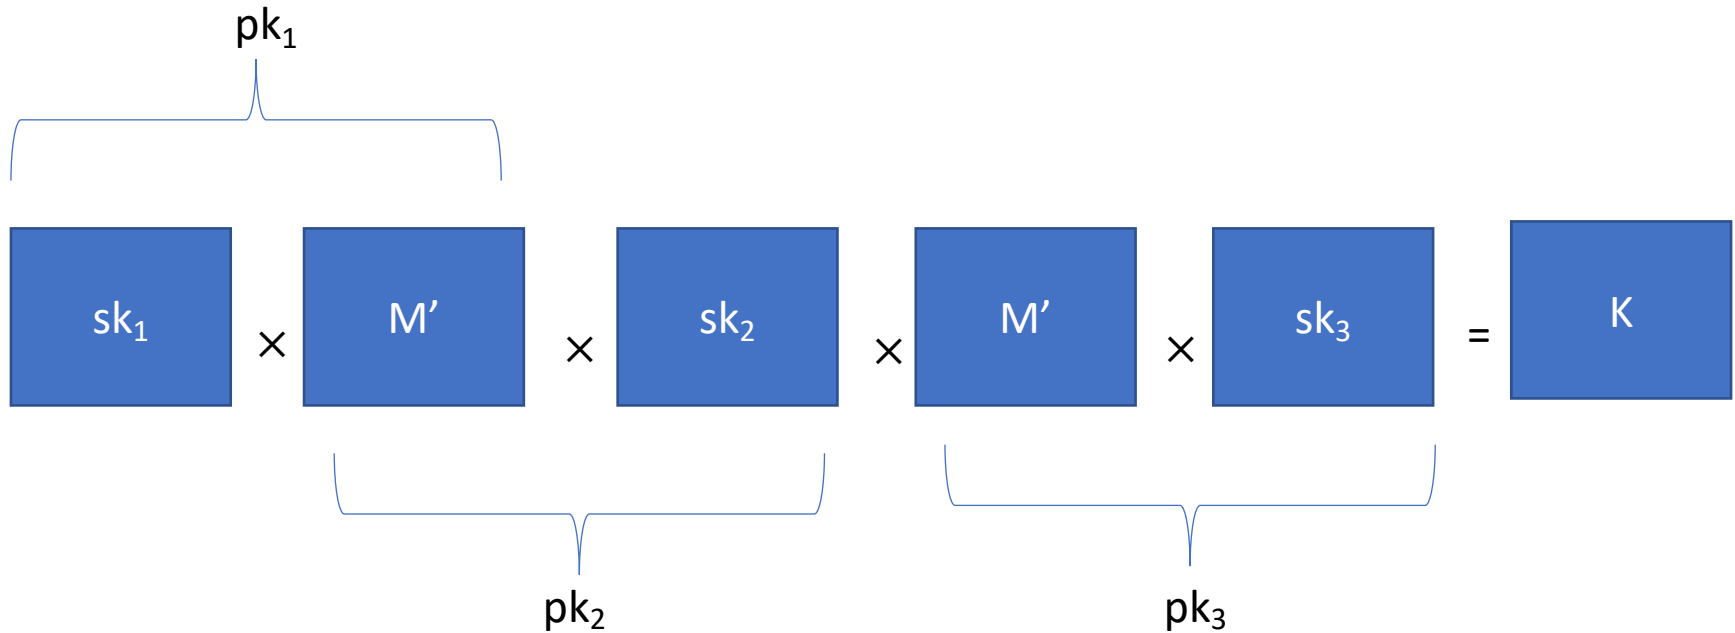 pk₁
sk₁ × M’ × sk₂ × M’ × sk₃ = K
pk₂ pk₃